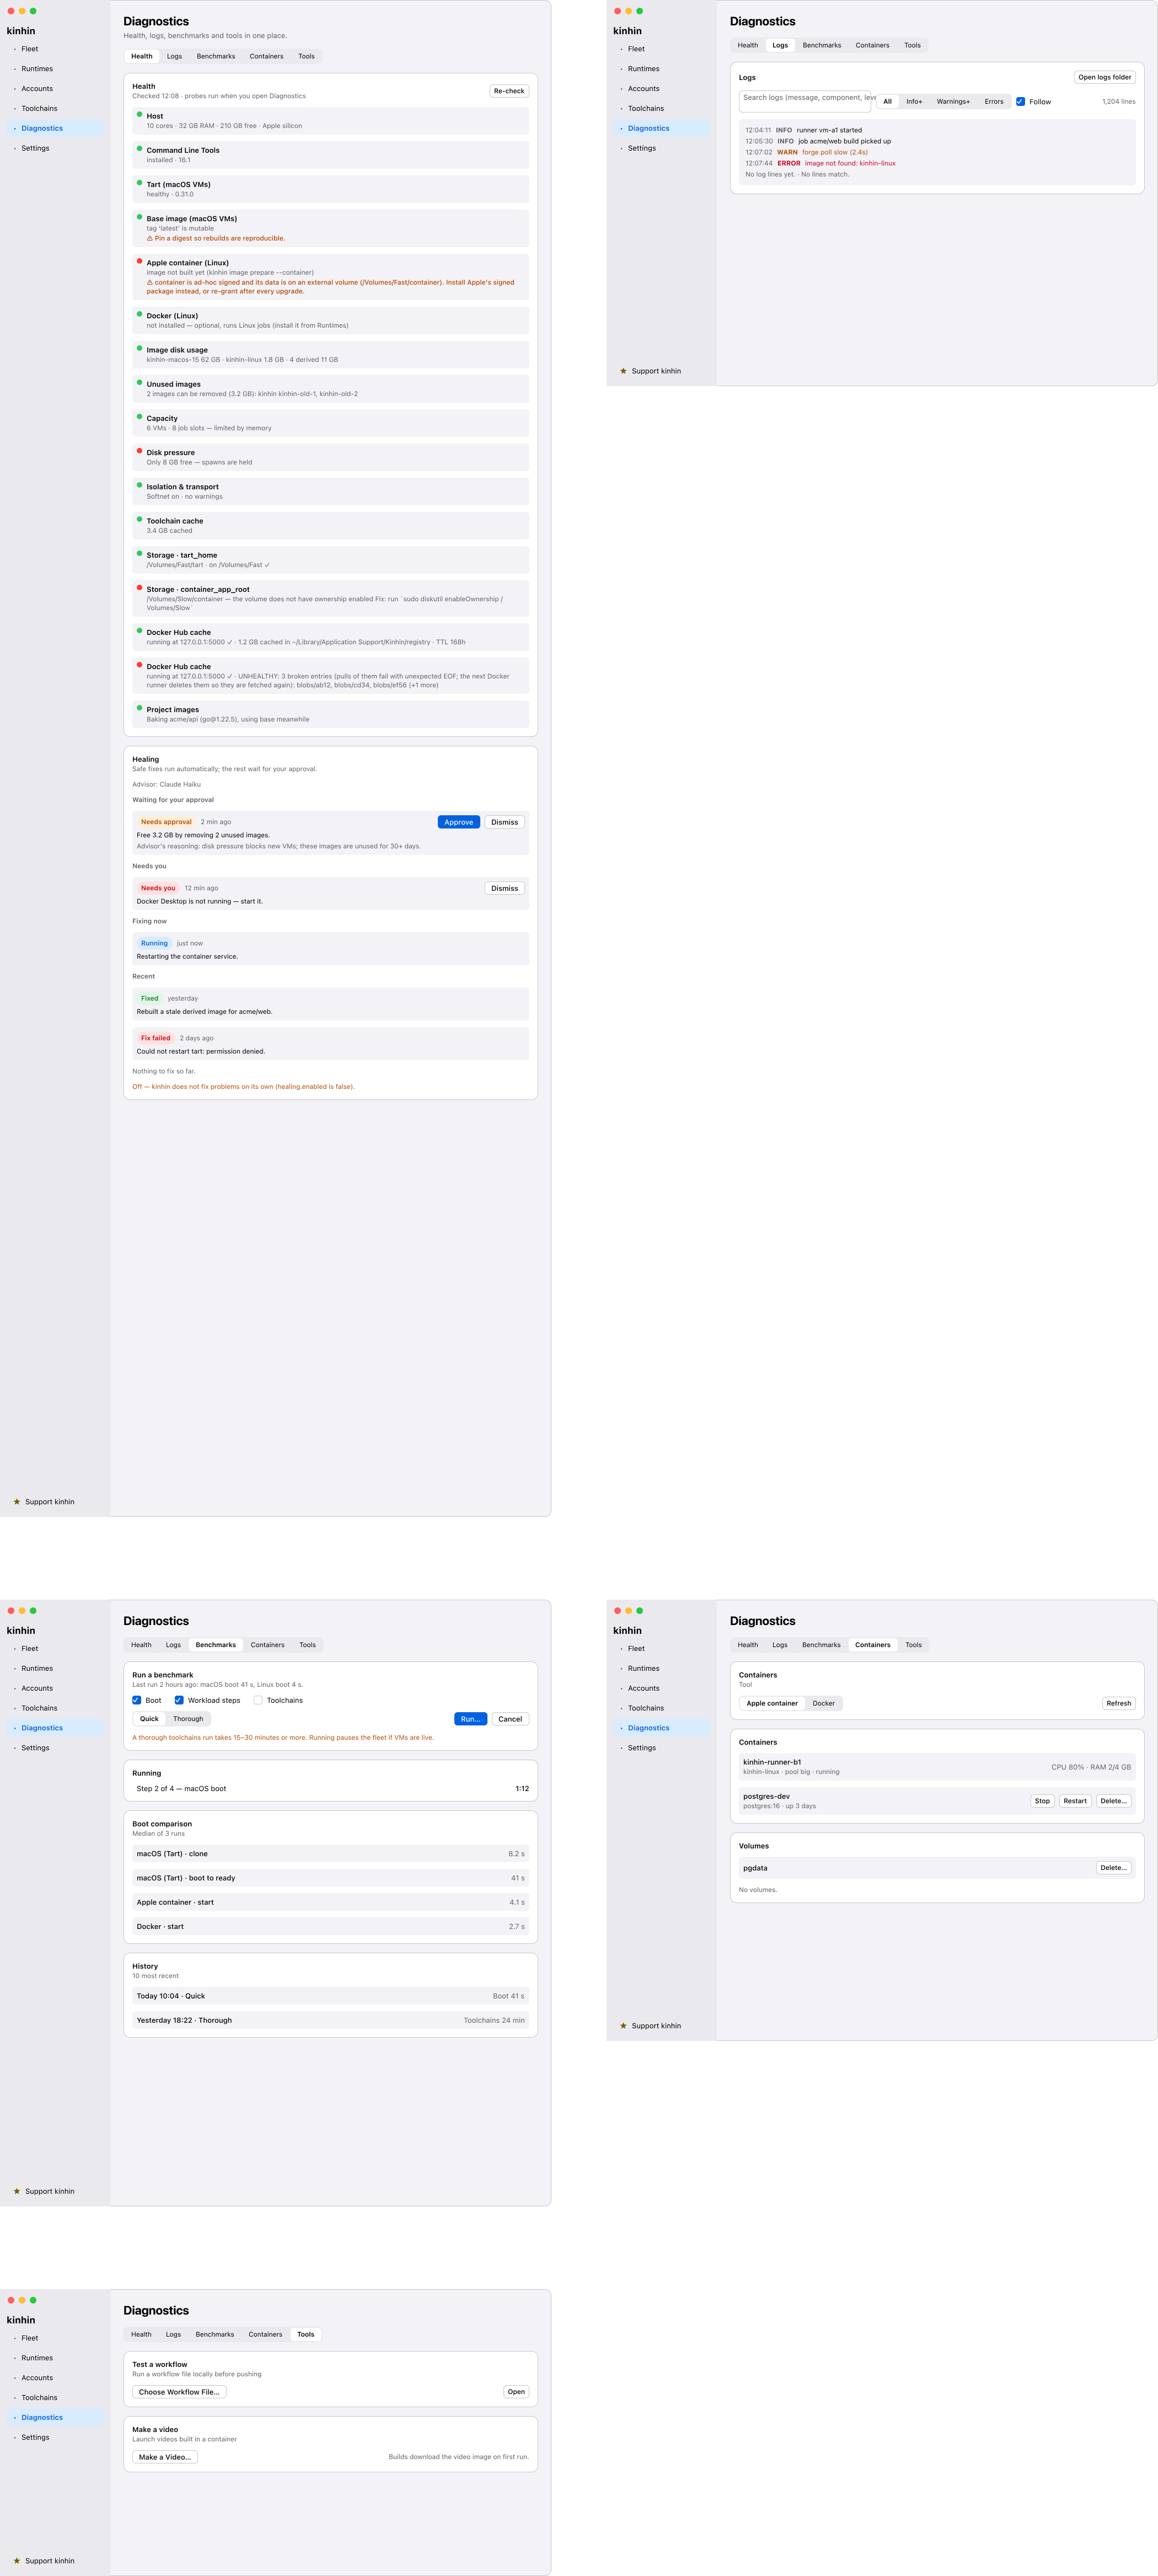 kinhin
Fleet
Runtimes
Accounts
Toolchains
Diagnostics
Settings
Support kinhin
Diagnostics
Health, logs, benchmarks and tools in one place.
Health Logs Benchmarks Containers Tools
Health
Checked 12:08 · probes run when you open Diagnostics
Re-check
Host
10 cores · 32 GB RAM · 210 GB free · Apple silicon
Command Line Tools
installed · 16.1
Tart (macOS VMs)
healthy · 0.31.0
Base image (macOS VMs)
tag 'latest' is mutable
⚠ Pin a digest so rebuilds are reproducible.
Apple container (Linux)
image not built yet (kinhin image prepare --container)
⚠ container is ad-hoc signed and its data is on an external volume (/Volumes/Fast/container). Install Apple's signed
package instead, or re-grant after every upgrade.
Docker (Linux)
not installed — optional, runs Linux jobs (install it from Runtimes)
Image disk usage
kinhin-macos-15 62 GB · kinhin-linux 1.8 GB · 4 derived 11 GB
Unused images
2 images can be removed (3.2 GB): kinhin kinhin-old-1, kinhin-old-2
Capacity
6 VMs · 8 job slots — limited by memory
Disk pressure
Only 8 GB free — spawns are held
Isolation & transport
Softnet on · no warnings
Toolchain cache
3.4 GB cached
Storage · tart_home
/Volumes/Fast/tart · on /Volumes/Fast ✓
Storage · container_app_root
/Volumes/Slow/container — the volume does not have ownership enabled Fix: run `sudo diskutil enableOwnership /
Volumes/Slow`
Docker Hub cache
running at 127.0.0.1:5000 ✓ · 1.2 GB cached in ~/Library/Application Support/Kinhin/registry · TTL 168h
Docker Hub cache
running at 127.0.0.1:5000 ✓ · UNHEALTHY: 3 broken entries (pulls of them fail with unexpected EOF; the next Docker
runner deletes them so they are fetched again): blobs/ab12, blobs/cd34, blobs/ef56 (+1 more)
Project images
Baking acme/api (go@1.22.5), using base meanwhile
Healing
Safe fixes run automatically; the rest wait for your approval.
Advisor: Claude Haiku
Waiting for your approval
Needs approval 2 min ago Approve Dismiss
Free 3.2 GB by removing 2 unused images.
Advisor's reasoning: disk pressure blocks new VMs; these images are unused for 30+ days.
Needs you
Needs you 12 min ago Dismiss
Docker Desktop is not running — start it.
Fixing now
Running just now
Restarting the container service.
Recent
Fixed yesterday
Rebuilt a stale derived image for acme/web.
Fix failed 2 days ago
Could not restart tart: permission denied.
Nothing to fix so far.
Off — kinhin does not fix problems on its own (healing.enabled is false).
kinhin
Fleet
Runtimes
Accounts
Toolchains
Diagnostics
Settings
Support kinhin
Diagnostics
Health Logs Benchmarks Containers Tools
Logs Open logs folder
Search logs (message, component, leve All Info+ Warnings+ Errors Follow 1,204 lines
12:04:11 INFO runner vm-a1 started
12:05:30 INFO job acme/web build picked up
12:07:02 WARN forge poll slow (2.4s)
12:07:44 ERROR image not found: kinhin-linux
No log lines yet. · No lines match.
kinhin
Fleet
Runtimes
Accounts
Toolchains
Diagnostics
Settings
Support kinhin
Diagnostics
Health Logs Benchmarks Containers Tools
Run a benchmark
Last run 2 hours ago: macOS boot 41 s, Linux boot 4 s.
Boot Workload steps Toolchains
Quick Thorough Run… Cancel
A thorough toolchains run takes 15–30 minutes or more. Running pauses the fleet if VMs are live.
Running
Step 2 of 4 — macOS boot 1:12
Boot comparison
Median of 3 runs
macOS (Tart) · clone 8.2 s
macOS (Tart) · boot to ready 41 s
Apple container · start 4.1 s
Docker · start 2.7 s
History
10 most recent
Today 10:04 · Quick Boot 41 s
Yesterday 18:22 · Thorough Toolchains 24 min
kinhin
Fleet
Runtimes
Accounts
Toolchains
Diagnostics
Settings
Support kinhin
Diagnostics
Health Logs Benchmarks Containers Tools
Containers
Tool
Apple container Docker Refresh
Containers
kinhin-runner-b1
kinhin-linux · pool big · running
CPU 80% · RAM 2/4 GB
postgres-dev
postgres:16 · up 3 days
Stop Restart Delete…
Volumes
pgdata Delete…
No volumes.
kinhin
Fleet
Runtimes
Accounts
Toolchains
Diagnostics
Settings
Support kinhin
Diagnostics
Health Logs Benchmarks Containers Tools
Test a workflow
Run a workflow file locally before pushing
Choose Workflow File… Open
Make a video
Launch videos built in a container
Make a Video… Builds download the video image on first run.